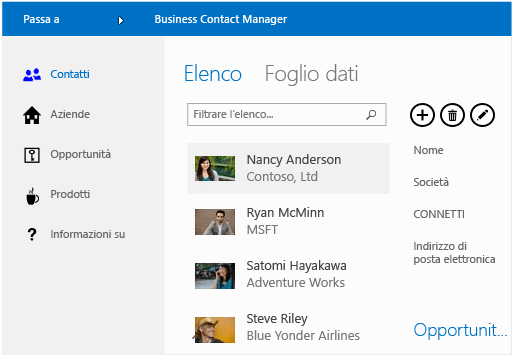 Passa a
Business Contact Manager
Contatti
Aziende
Opportunità
Prodotti
Informazioni su
Elenco
Foglio dati
Filtrare l'elenco...
Nancy Anderson
Contoso, Ltd
Ryan McMinn
MSFT
Satomi Hayakawa
Adventure Works
Steve Riley
Blue Yonder Airlines
Nome
Società
CONNETTI
Indirizzo di
posta elettronica
Opportunit...